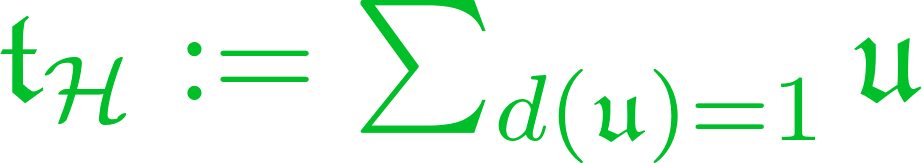 𝔱_ℋ := ∑_{d(𝔲)=1} 𝔲